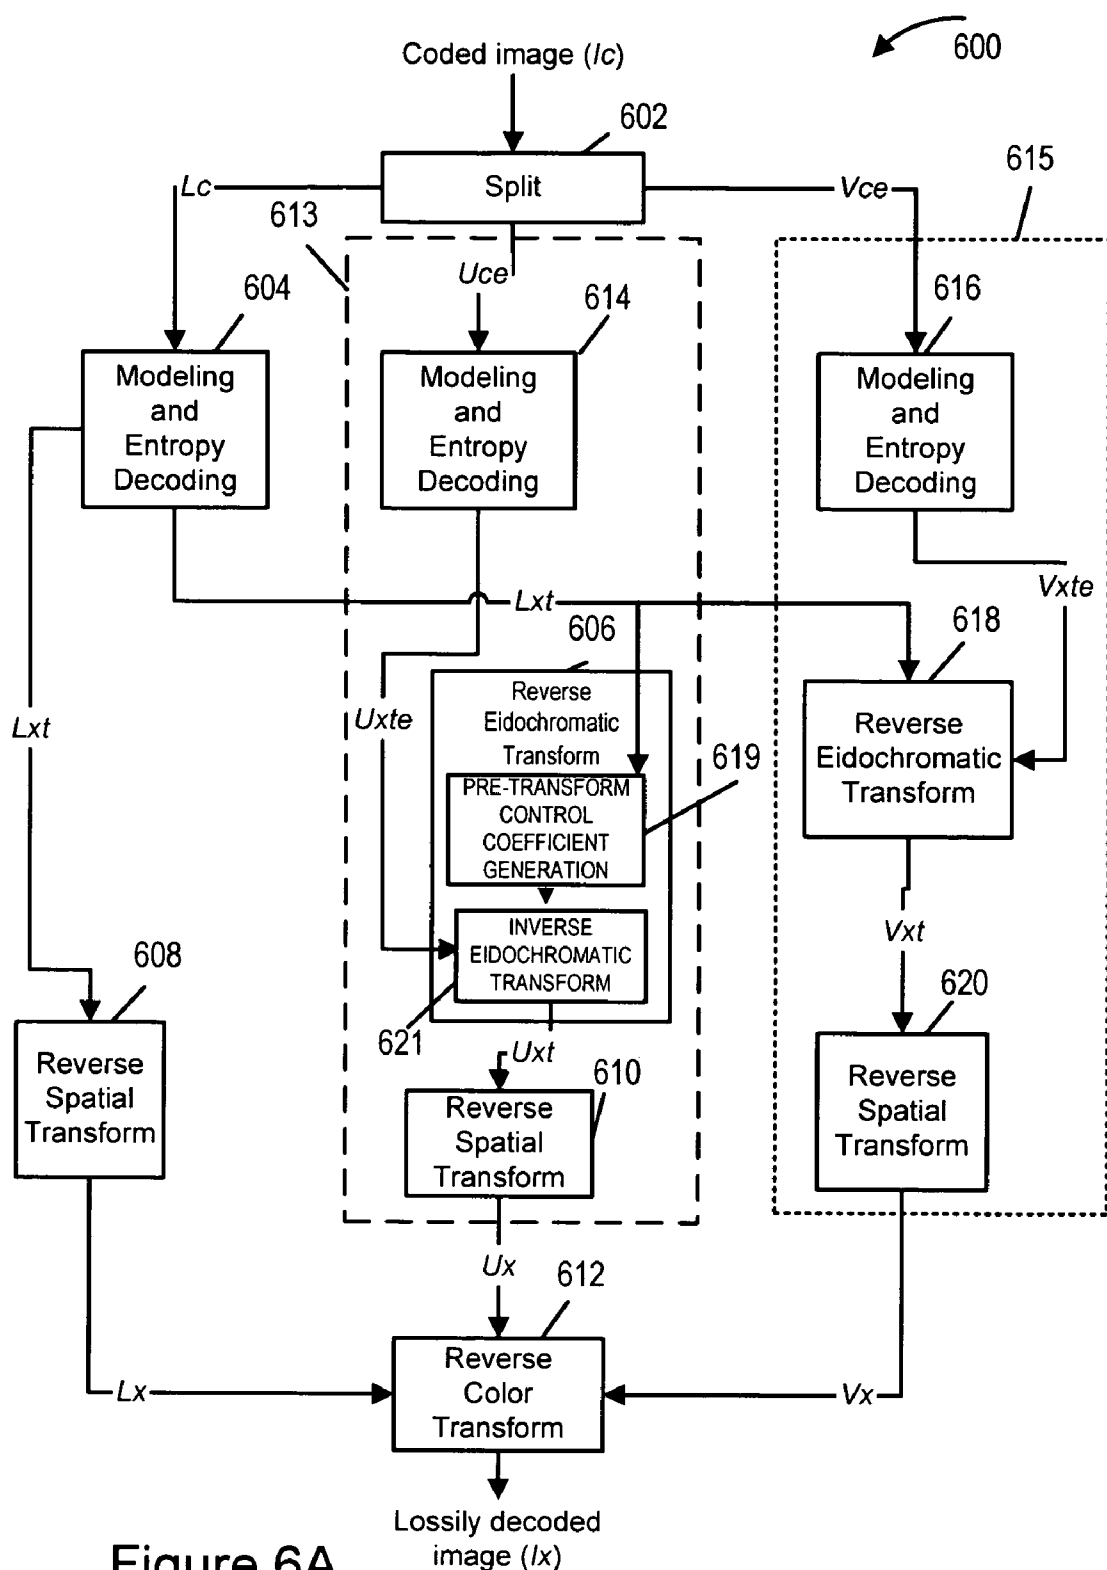 600
Coded image (Ic)
602
Split
Lc
Vce
613
615
Uce
604
614
616
Modeling
and
Entropy
Decoding
Modeling
and
Entropy
Decoding
Modeling
and
Entropy
Decoding
Lxt
Vxte
606
618
Lxt
Uxte
Reverse
Eidochromatic
Transform
619
Reverse
Eidochromatic
Transform
PRE-TRANSFORM
CONTROL
COEFFICIENT
GENERATION
INVERSE
EIDOCHROMATIC
TRANSFORM
Vxt
608
620
621
Uxt
610
Reverse
Spatial
Transform
Reverse
Spatial
Transform
Reverse
Spatial
Transform
Ux
612
Reverse
Color
Transform
Lx
Vx
Lossily decoded
image (Ix)
Figure 6A